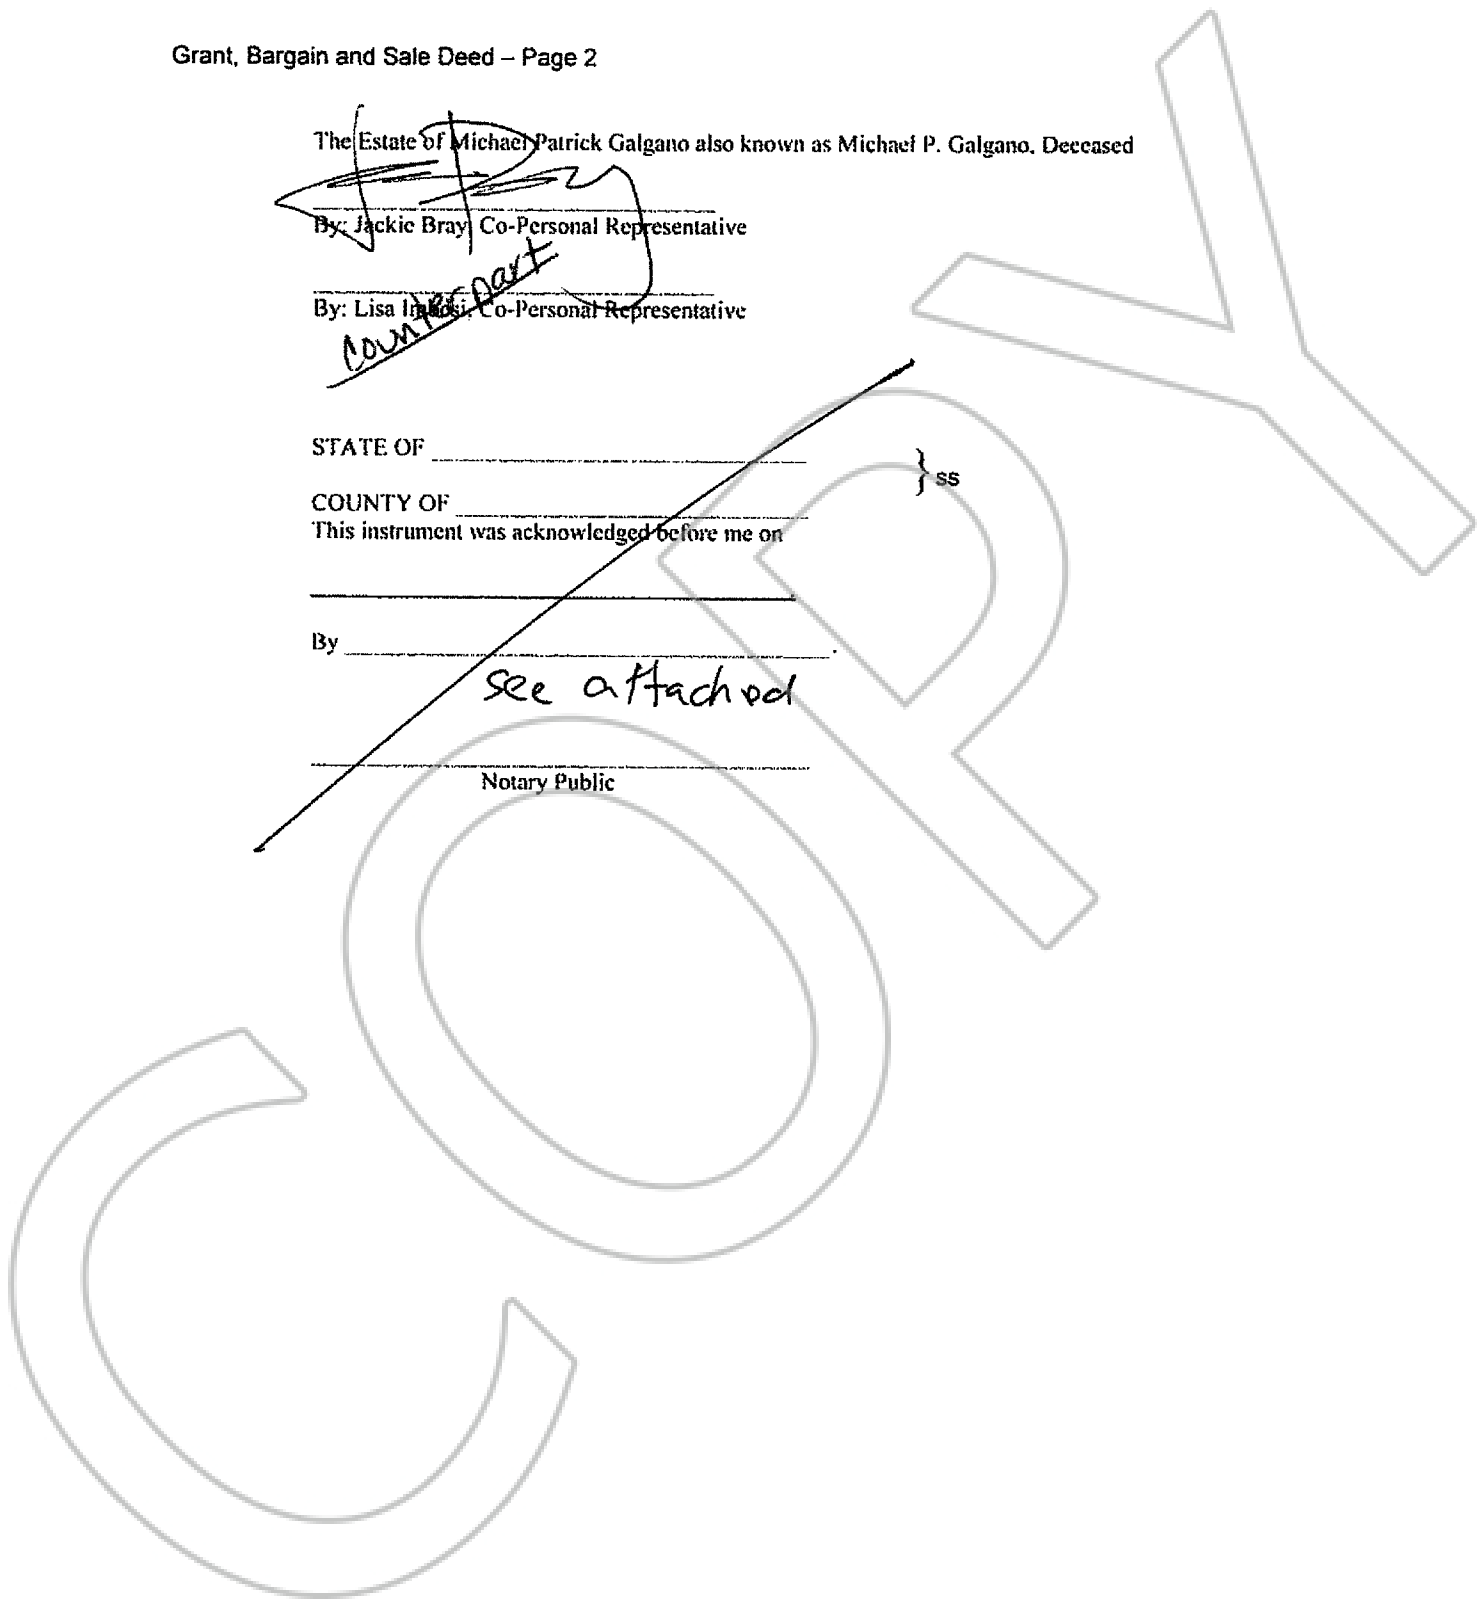 Grant, Bargain and Sale Deed – Page 2
The Estate of Michael Patrick Galgano also known as Michael P. Galgano, Deceased
By: Jackie Bray, Co-Personal Representative
By: Lisa Co-Personal Representative
counterpart
STATE OF
} ss
COUNTY OF
This instrument was acknowledged before me on
By .
see attached
Notary Public
COPY